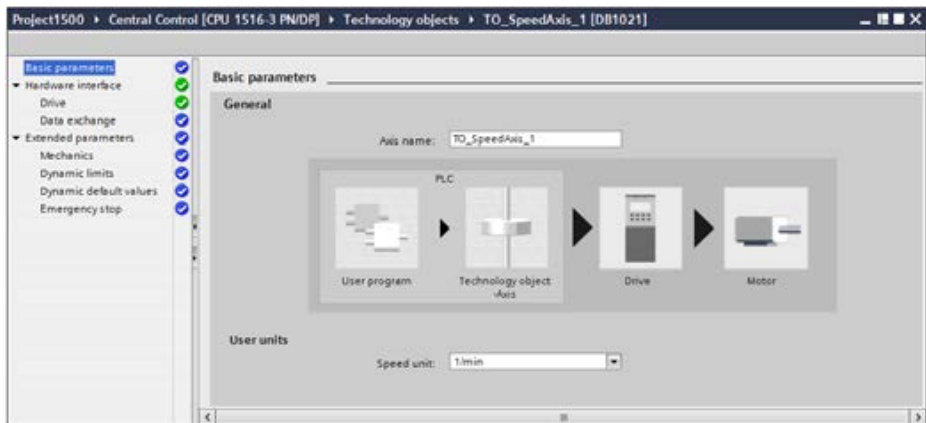 Project1500 ▸ Central Control [CPU 1516-3 PN/DP] ▸ Technology objects ▸ TO_SpeedAxis_1 [DB1021]
Basic parameters
Hardware interface
Drive
Data exchange
Extended parameters
Mechanics
Dynamic limits
Dynamic default values
Emergency stop
Basic parameters
General
Axis name: TO_SpeedAxis_1
PLC
User program
Technology object
-Axis
Drive
Motor
User units
Speed unit: 1/min